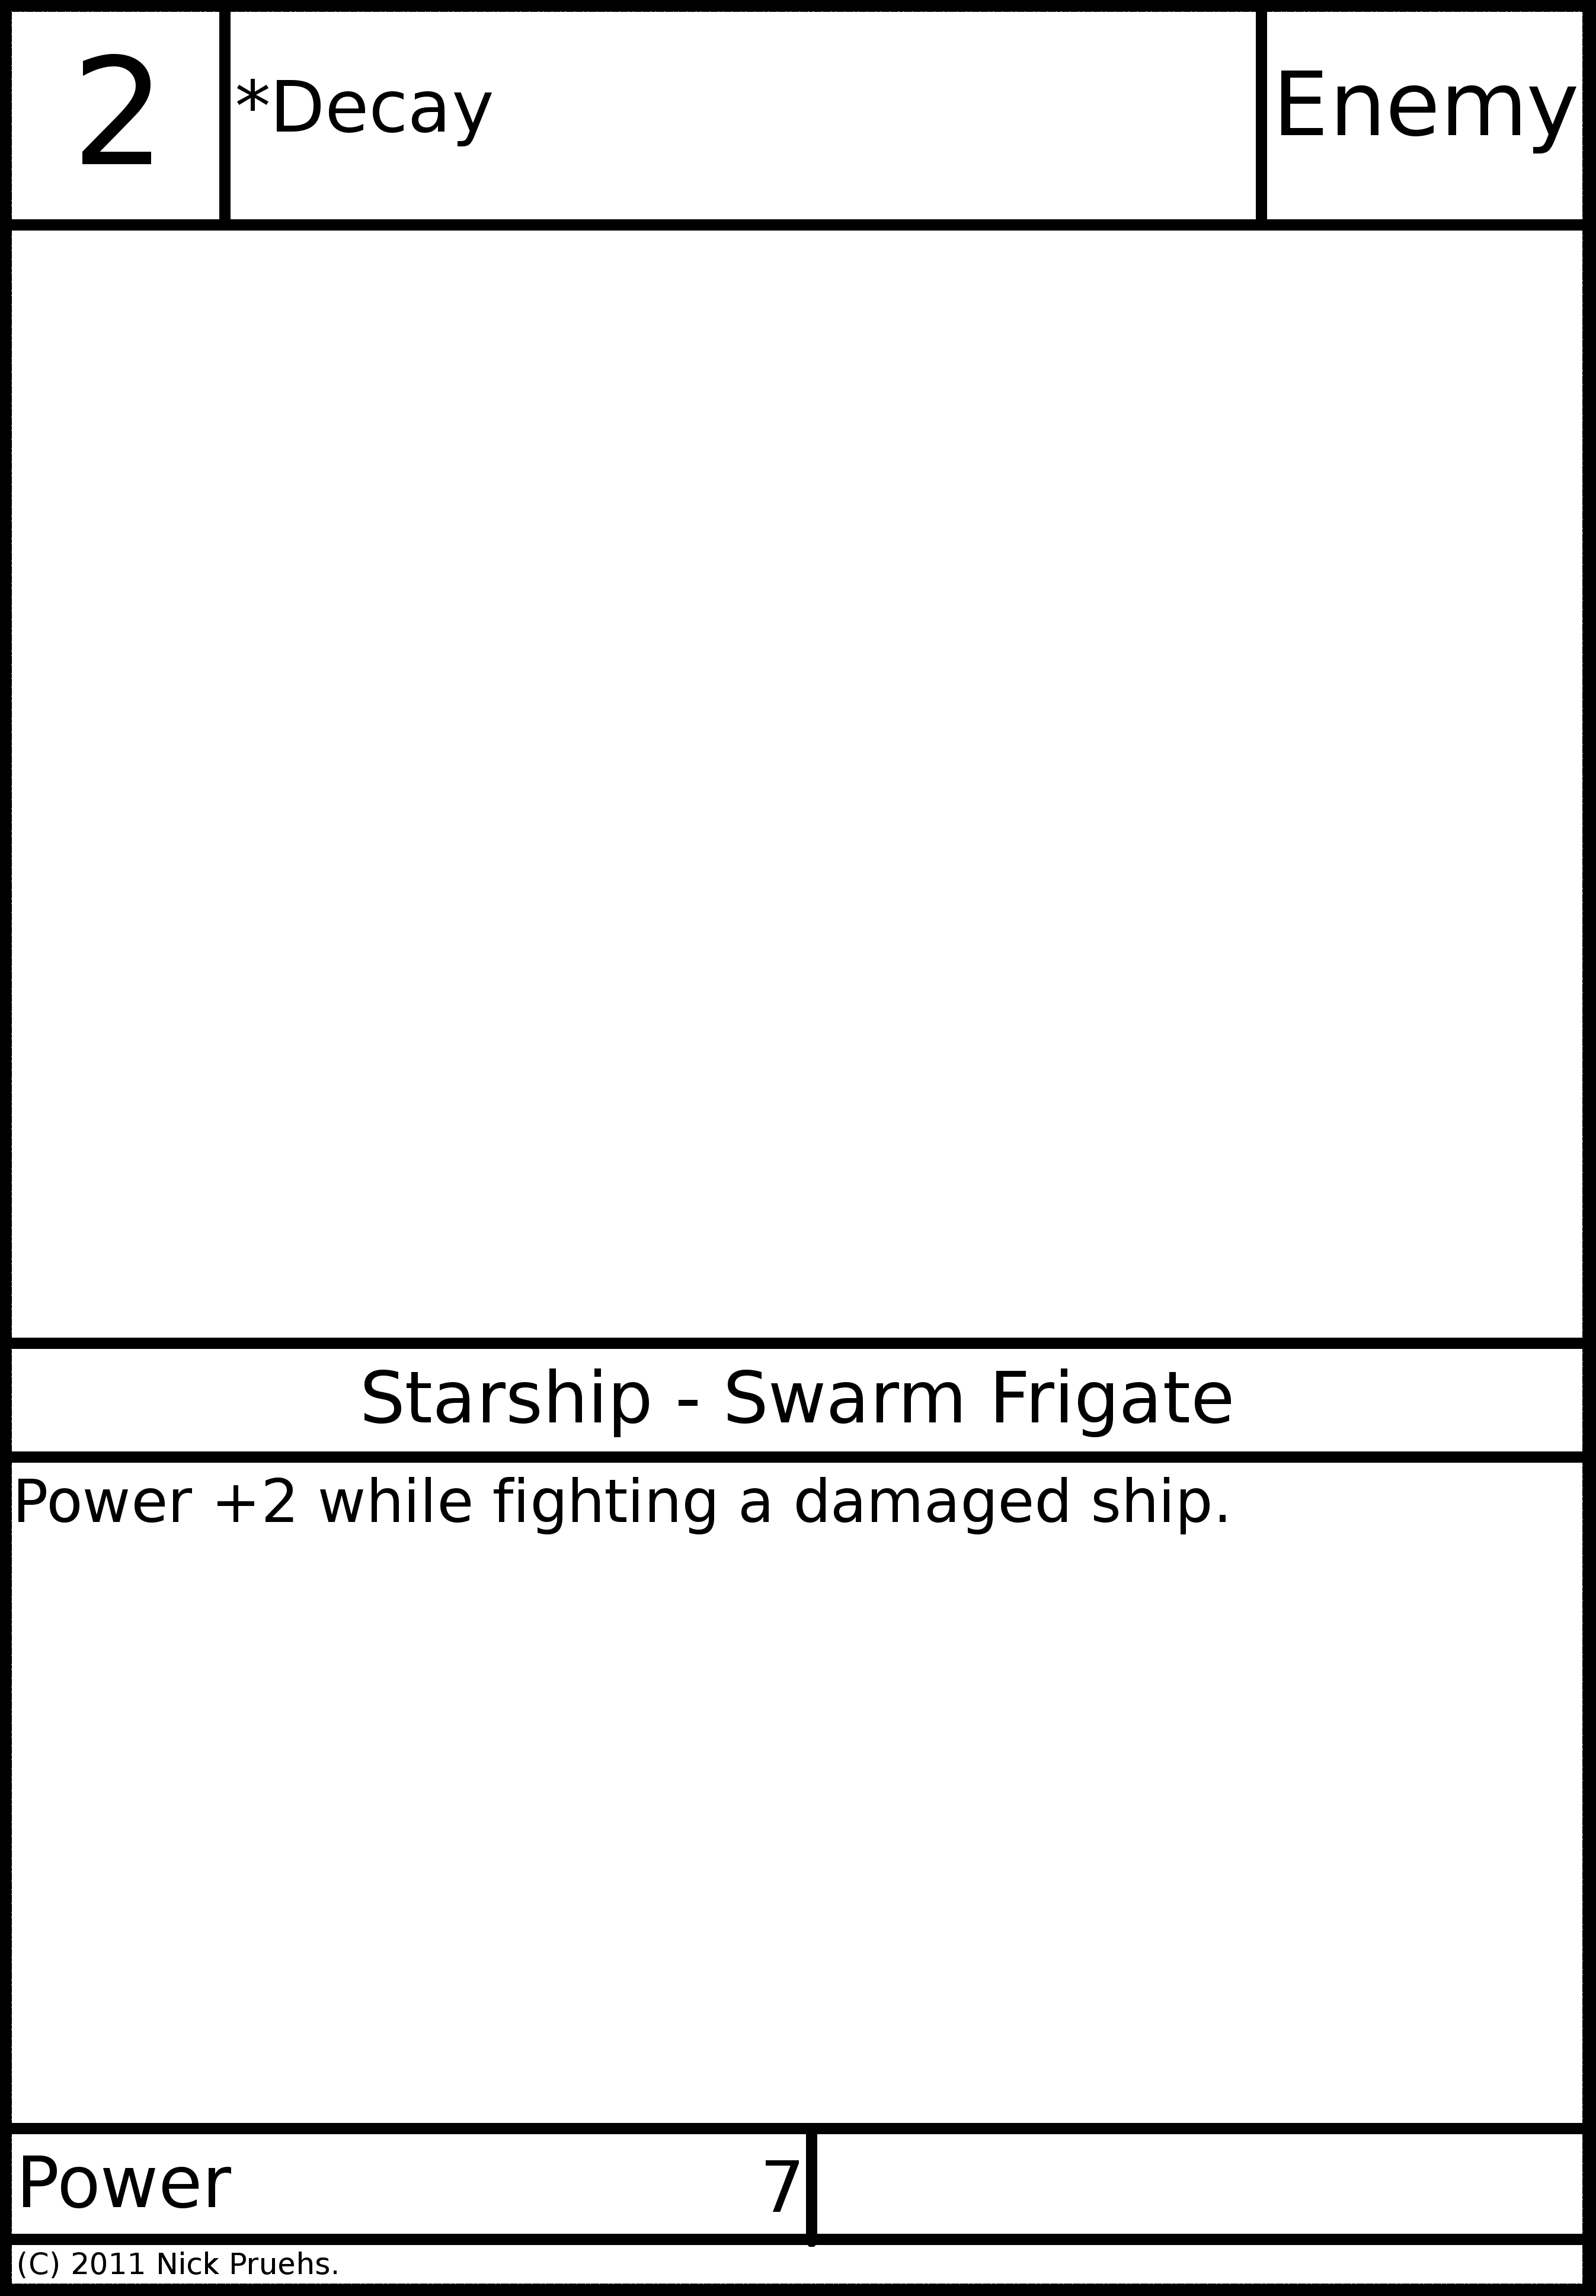 2
*Decay
Enemy
Starship - Swarm Frigate
Power +2 while fighting a damaged ship.
Power
7
(C) 2011 Nick Pruehs.